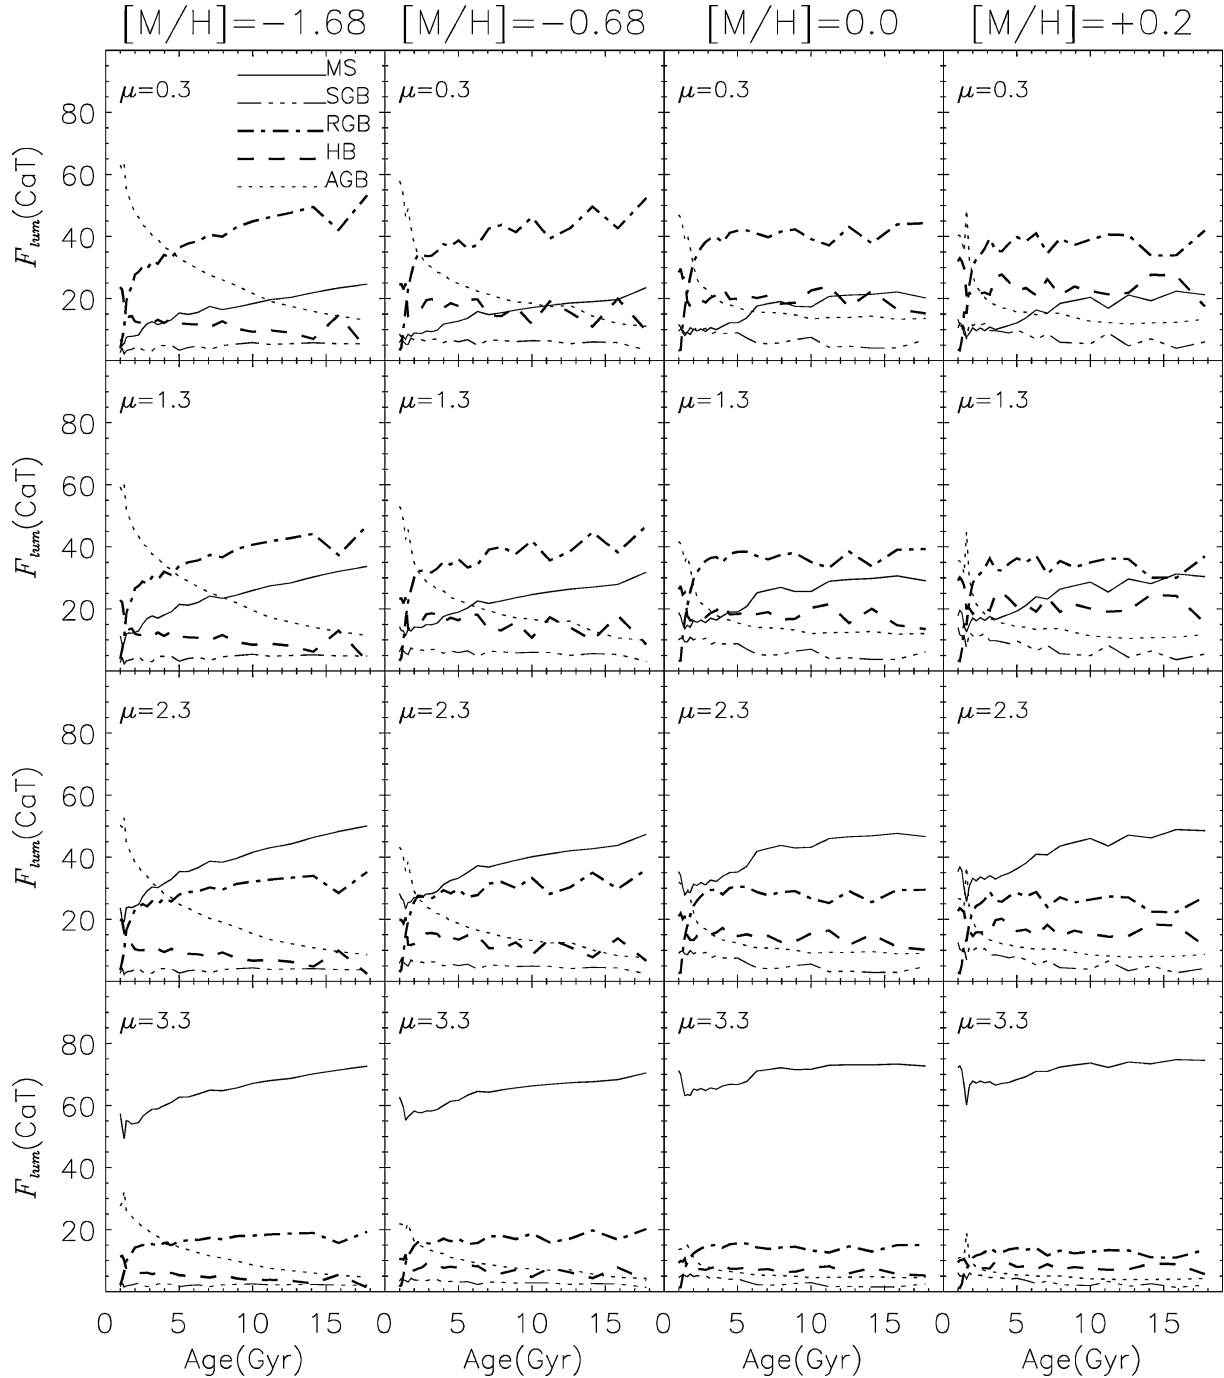 [M/H]=−1.68 [M/H]=−0.68 [M/H]=0.0 [M/H]=+0.2
μ=0.3 μ=0.3 μ=0.3 μ=0.3
MS
SGB
RGB
HB
AGB
F_lum(CaT)
80
60
40
20
μ=1.3 μ=1.3 μ=1.3 μ=1.3
F_lum(CaT)
80
60
40
20
μ=2.3 μ=2.3 μ=2.3 μ=2.3
F_lum(CaT)
80
60
40
20
μ=3.3 μ=3.3 μ=3.3 μ=3.3
F_lum(CaT)
80
60
40
20
0 5 10 15 0 5 10 15 0 5 10 15 0 5 10 15
Age(Gyr) Age(Gyr) Age(Gyr) Age(Gyr)